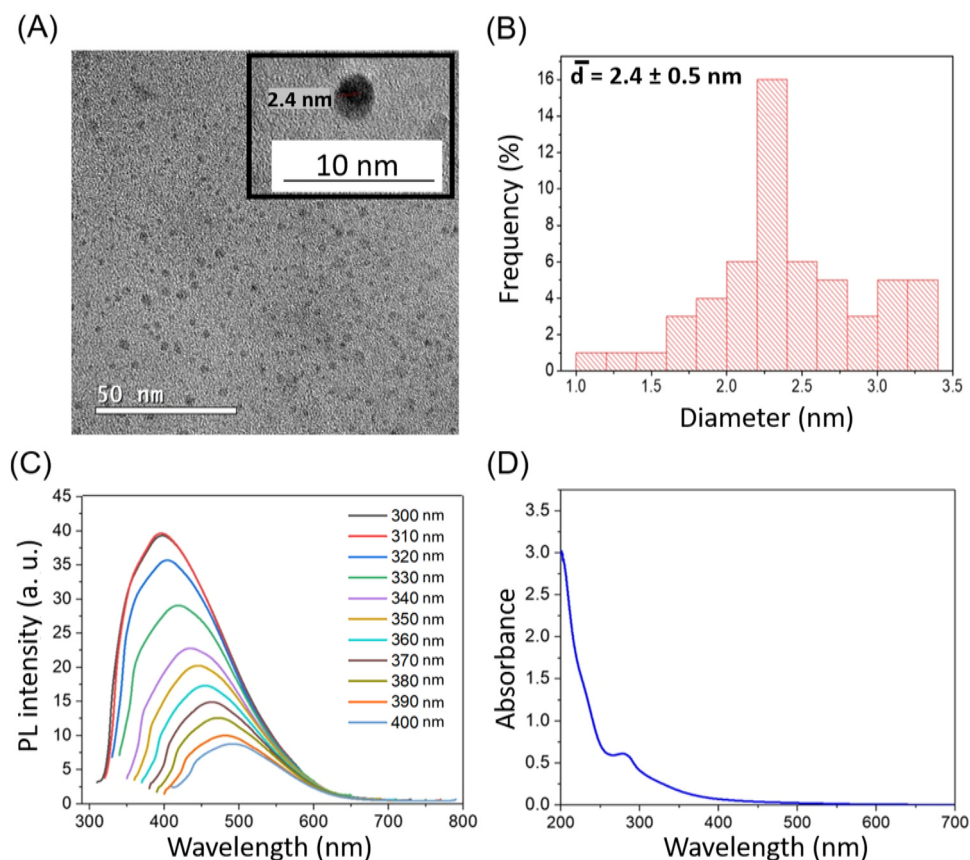 (A)
2.4 nm
10 nm
50 nm
(B)
d̄ = 2.4 ± 0.5 nm
16
14
12
10
8
6
4
2
0
Frequency (%)
1.0 1.5 2.0 2.5 3.0 3.5
Diameter (nm)
(C)
45
40
35
30
25
20
15
10
5
0
PL intensity (a. u.)
300 nm
310 nm
320 nm
330 nm
340 nm
350 nm
360 nm
370 nm
380 nm
390 nm
400 nm
300 400 500 600 700 800
Wavelength (nm)
(D)
3.5
3.0
2.5
2.0
1.5
1.0
0.5
0.0
Absorbance
200 300 400 500 600 700
Wavelength (nm)